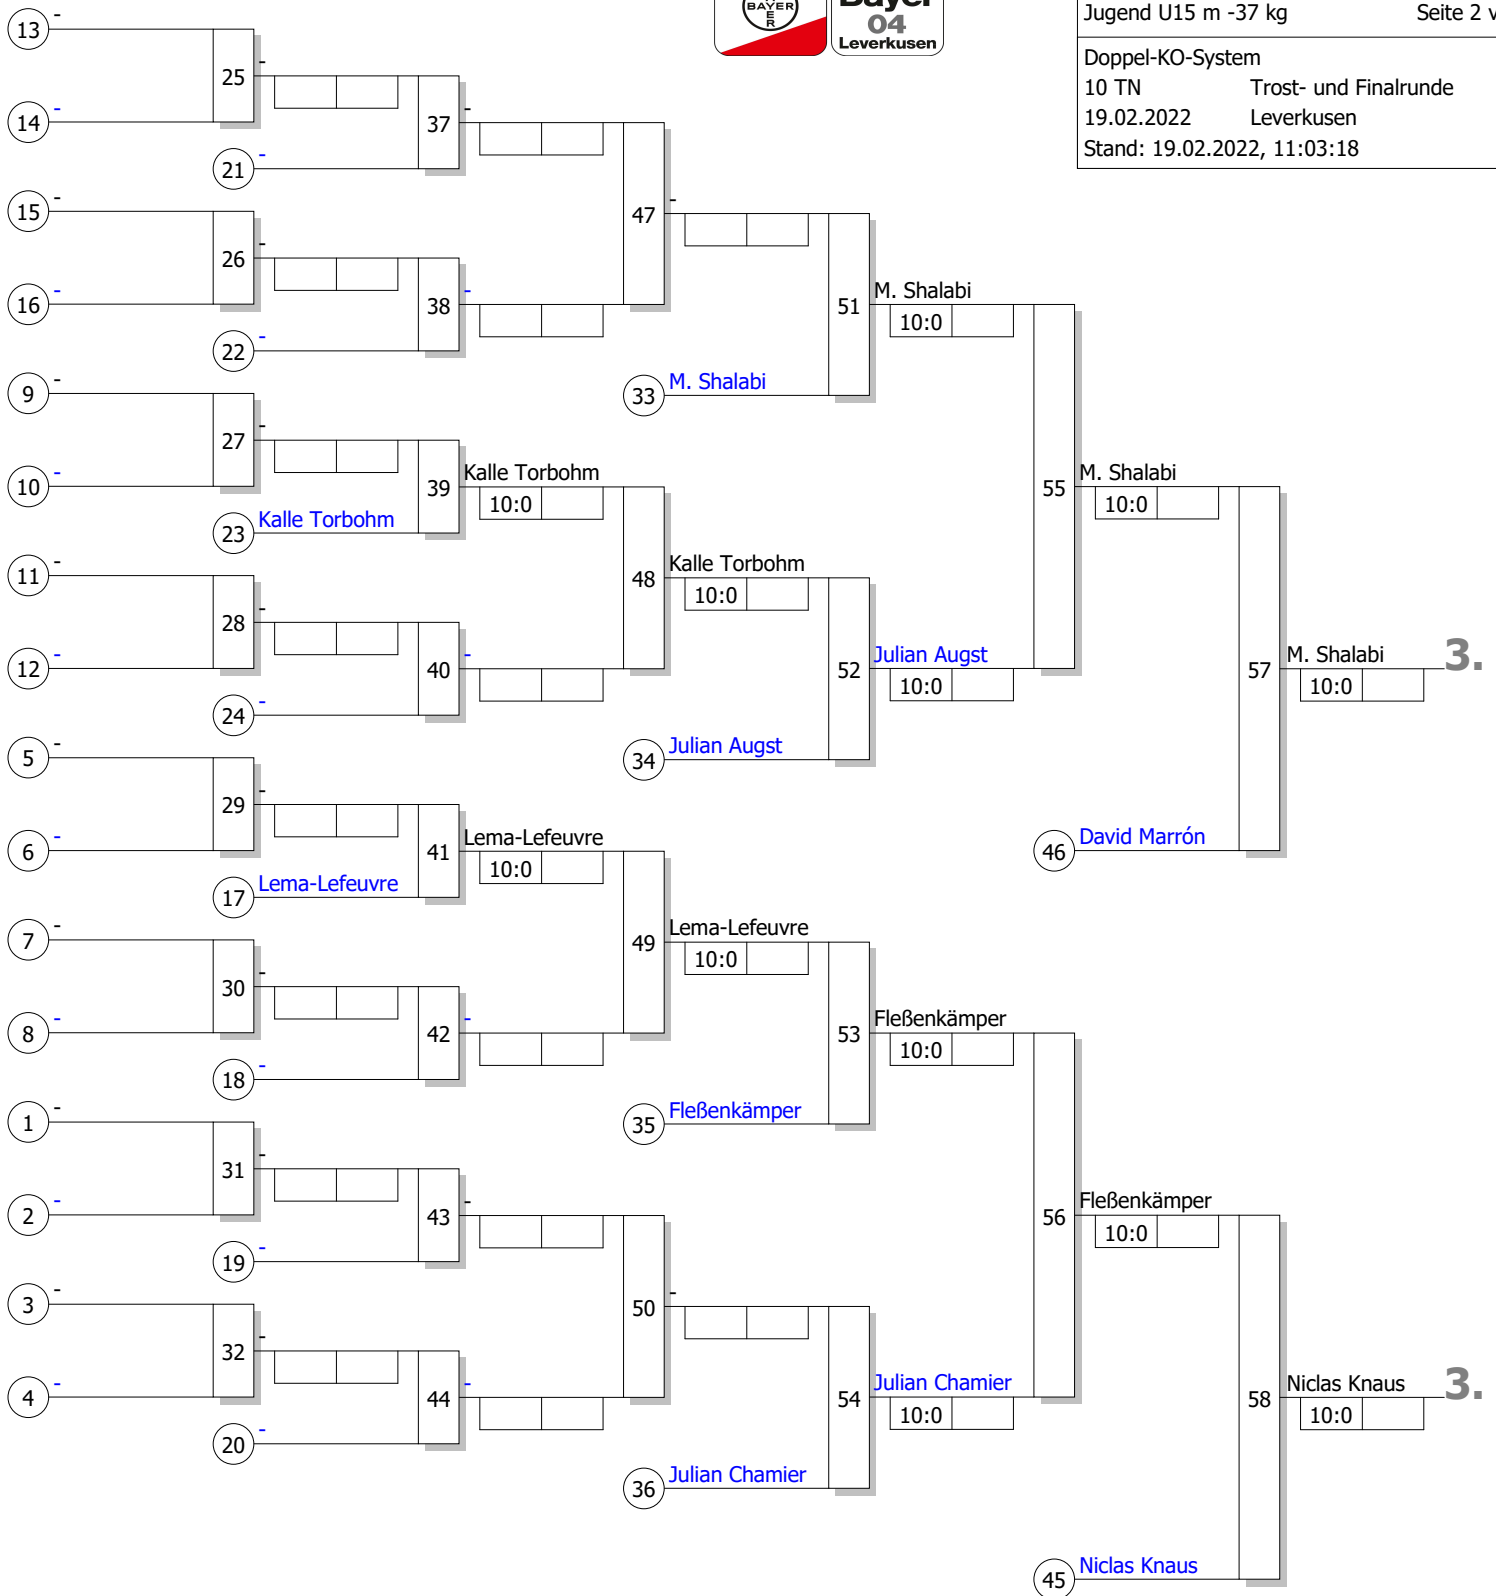 BAYER
E
R
Bayer
04
Leverkusen
Jugend U15 m -37 kg Seite 2 v
Doppel-KO-System
10 TN Trost- und Finalrunde
19.02.2022 Leverkusen
Stand: 19.02.2022, 11:03:18
13 -
25 -
14 -
37 -
21 -
15 -
47 -
26 -
16 -
38 -
51 M. Shalabi
10:0
22 -
33 M. Shalabi
9 -
27 -
10 -
39 Kalle Torbohm
10:0
55 M. Shalabi
10:0
23 Kalle Torbohm
11 -
48 Kalle Torbohm
10:0
28 -
12 -
40 -
52 Julian Augst
10:0
57 M. Shalabi 3.
10:0
24 -
34 Julian Augst
5 -
29 -
6 -
41 Lema-Lefeuvre
10:0
46 David Marrón
17 Lema-Lefeuvre
7 -
49 Lema-Lefeuvre
10:0
30 -
8 -
42 -
53 Fleßenkämper
10:0
18 -
35 Fleßenkämper
1 -
31 -
2 -
43 -
56 Fleßenkämper
10:0
19 -
3 -
50 -
32 -
4 -
44 -
54 Julian Chamier
10:0
58 Niclas Knaus 3.
10:0
20 -
36 Julian Chamier
45 Niclas Knaus